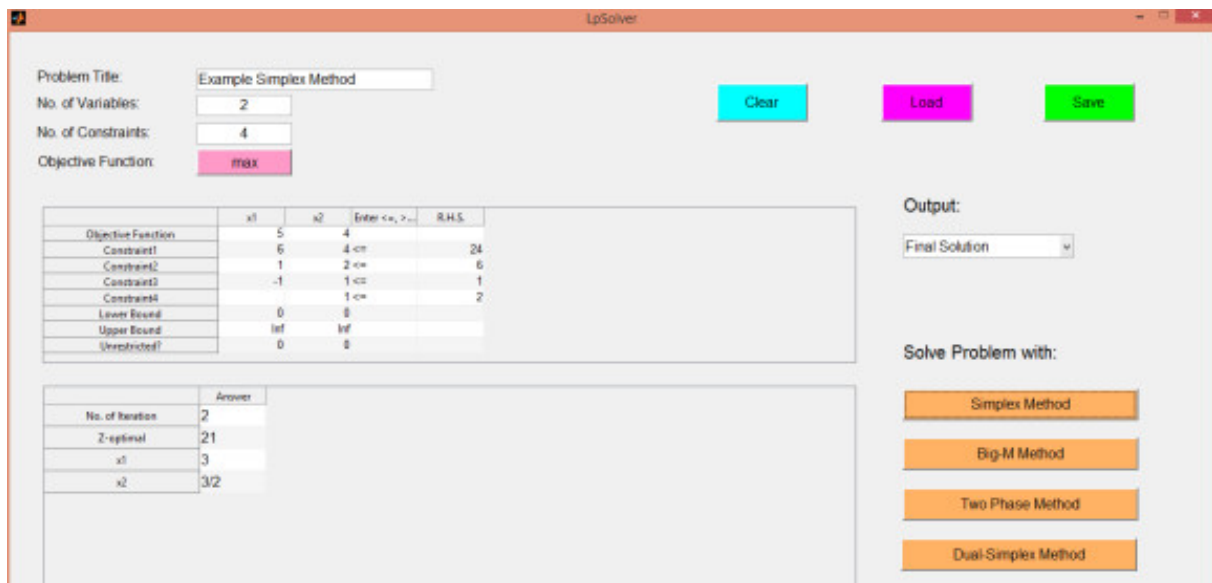 LpSolver
Problem Title: Example Simplex Method
No. of Variables: 2
No. of Constraints: 4
Objective Function: max
Clear Load Save
x1 x2 Enter <=, >... R.H.S.
Objective Function 5 4
Constraint1 6 4 <= 24
Constraint2 1 2 <= 6
Constraint3 -1 1 <= 1
Constraint4 1 <= 2
Lower Bound 0 0
Upper Bound Inf Inf
Unrestricted? 0 0
Output:
Final Solution
Answer
No. of Iteration 2
Z-optimal 21
x1 3
x2 3/2
Solve Problem with:
Simplex Method
Big-M Method
Two Phase Method
Dual-Simplex Method